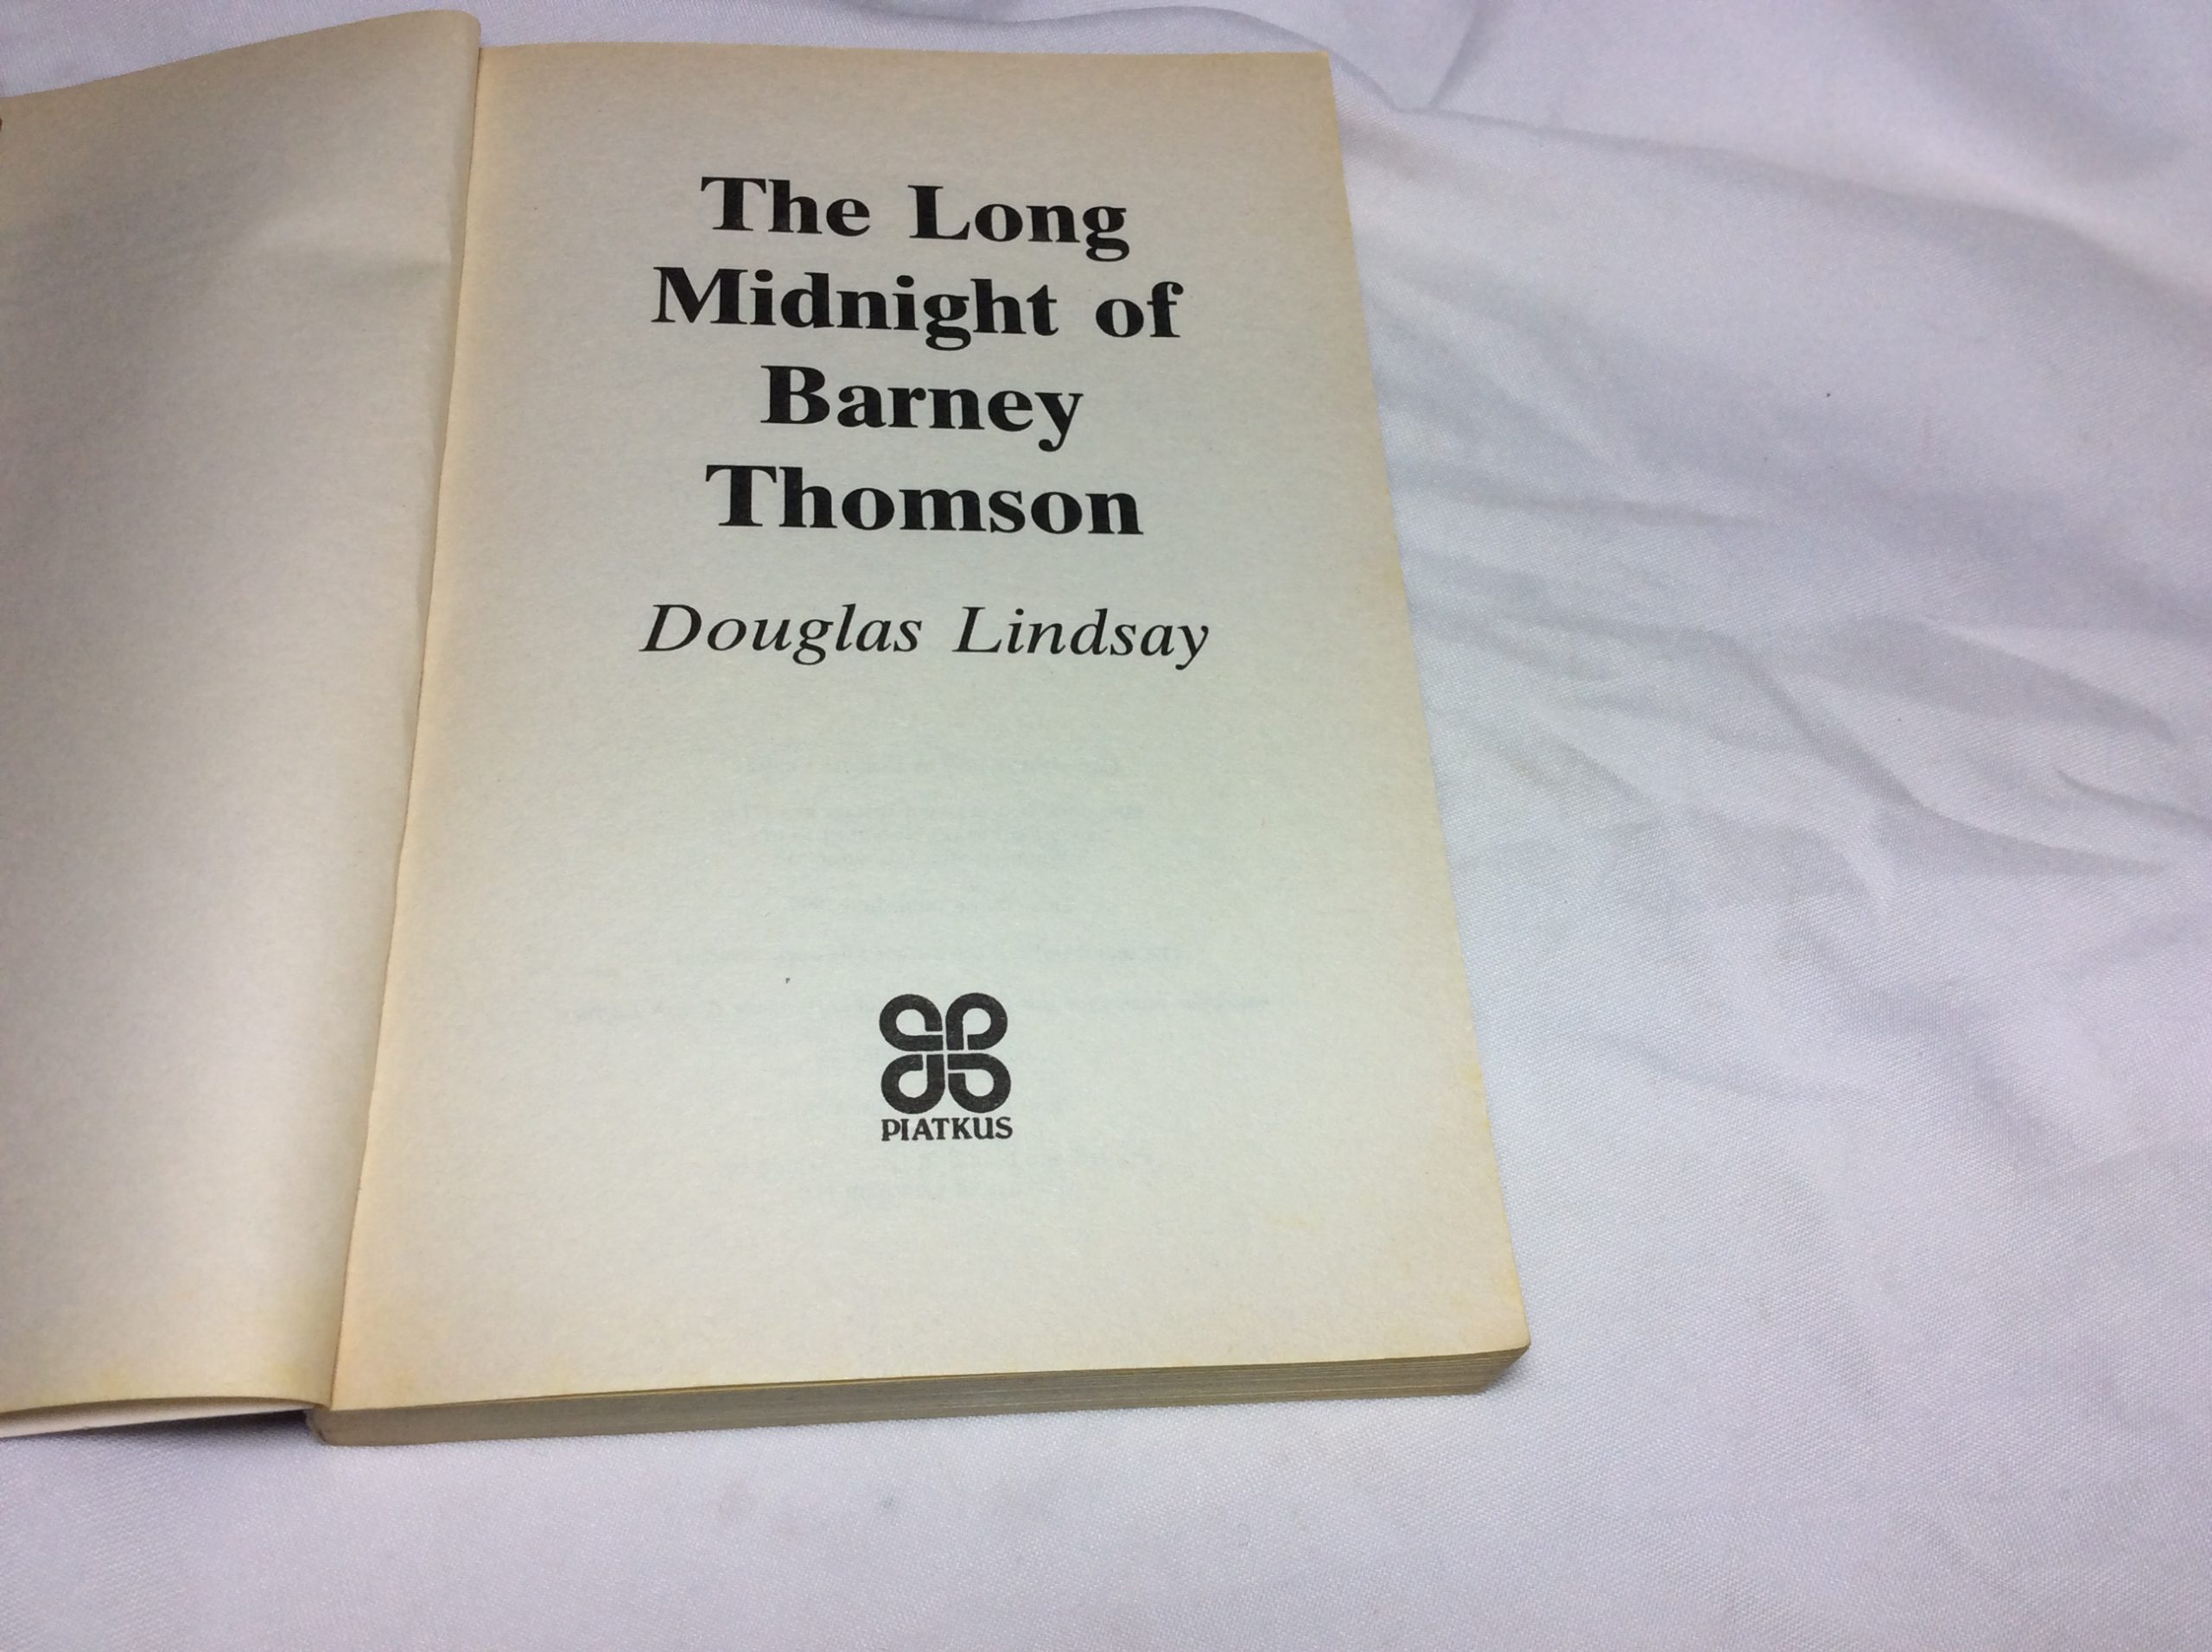 The Long
Midnight of
Barney
Thomson
Douglas Lindsay
PIATKUS